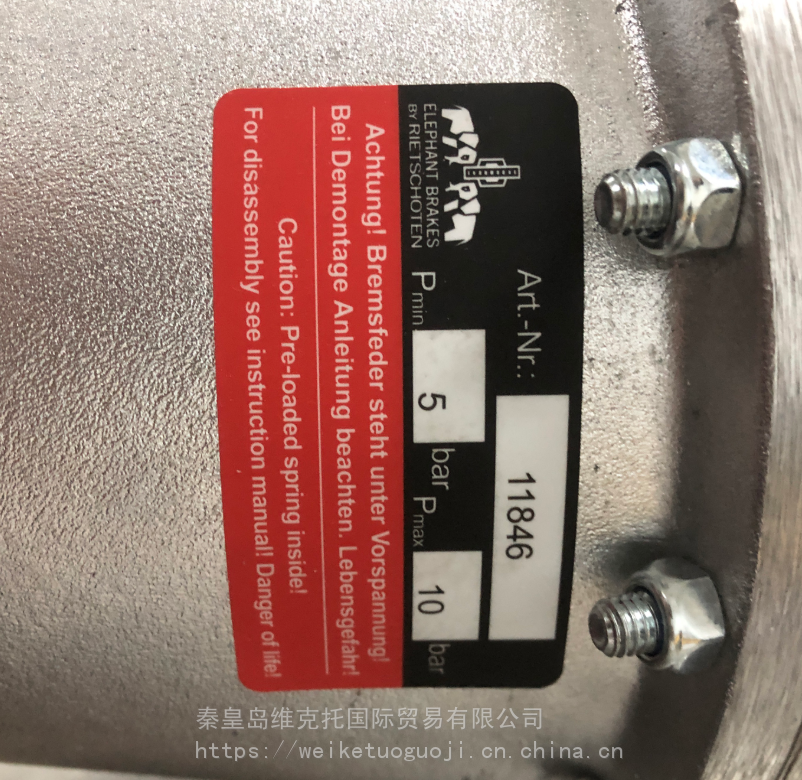 ELEPHANT BRAKES
BY RIETSCHOTEN
Art.-Nr.: 11846
Pmin 5 bar Pmax 10 bar
Achtung! Bremsfeder steht unter Vorspannung!
Bei Demontage Anleitung beachten. Lebensgefahr!
Caution: Pre-loaded spring inside!
For disassembly see instruction manual! Danger of life!
秦皇岛维克托国际贸易有限公司
https://weiketuoguoji.cn.china.cn